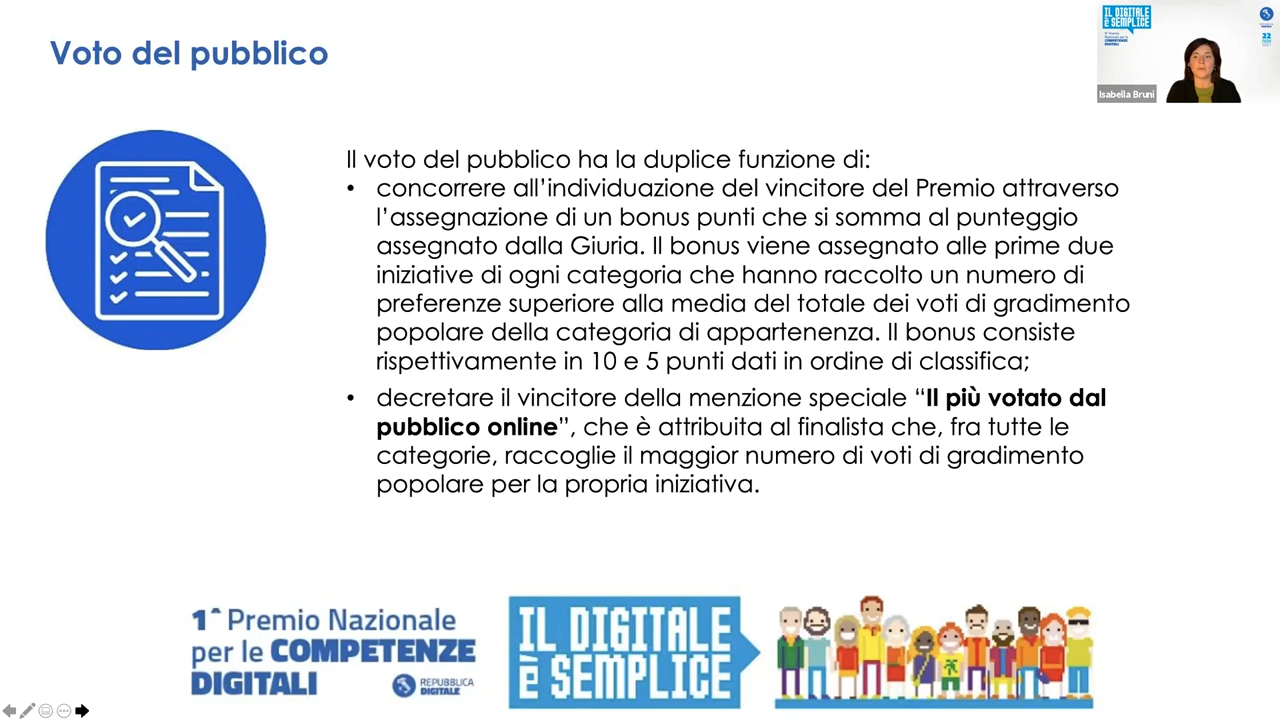 Voto del pubblico
IL DIGITALE
È SEMPLICE
COMPETENZE
DIGITALI
22
nov
Isabella Bruni
Il voto del pubblico ha la duplice funzione di:
• concorrere all’individuazione del vincitore del Premio attraverso
l’assegnazione di un bonus punti che si somma al punteggio
assegnato dalla Giuria. Il bonus viene assegnato alle prime due
iniziative di ogni categoria che hanno raccolto un numero di
preferenze superiore alla media del totale dei voti di gradimento
popolare della categoria di appartenenza. Il bonus consiste
rispettivamente in 10 e 5 punti dati in ordine di classifica;
• decretare il vincitore della menzione speciale “Il più votato dal
pubblico online”, che è attribuita al finalista che, fra tutte le
categorie, raccoglie il maggior numero di voti di gradimento
popolare per la propria iniziativa.
1^ Premio Nazionale
per le COMPETENZE
DIGITALI
REPUBBLICA
DIGITALE
IL DIGITALE
È SEMPLICE